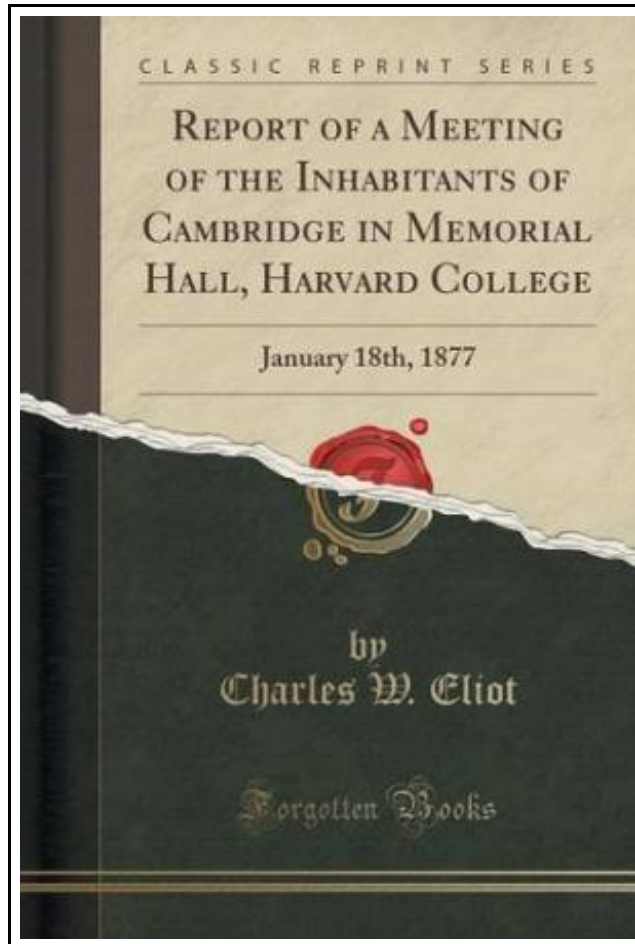 CLASSIC REPRINT SERIES
REPORT OF A MEETING
OF THE INHABITANTS OF
CAMBRIDGE IN MEMORIAL
HALL, HARVARD COLLEGE
January 18th, 1877
by
Charles W. Eliot
Forgotten Books